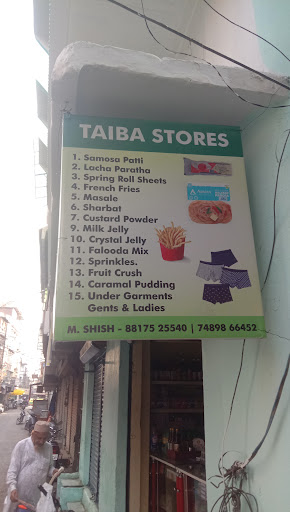 TAIBA STORES
1. Samosa Patti
2. Lacha Paratha
3. Spring Roll Sheets
4. French Fries
5. Masale
6. Sharbat
7. Custard Powder
9. Milk Jelly
10. Crystal Jelly
11. Falooda Mix
12. Sprinkles.
13. Fruit Crush
14. Caramal Pudding
15. Under Garments
Gents & Ladies
M. SHISH - 88175 25540 | 74898 66452